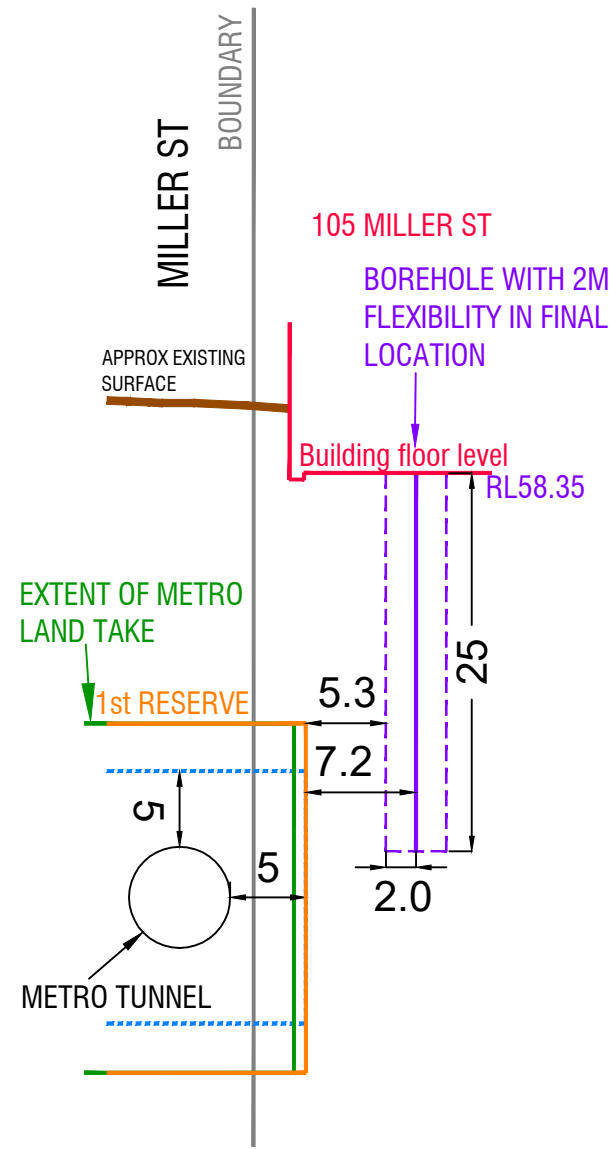 BOUNDARY
MILLER ST
105 MILLER ST
BOREHOLE WITH 2M
FLEXIBILITY IN FINAL
LOCATION
APPROX EXISTING
SURFACE
Building floor level
RL58.35
EXTENT OF METRO
LAND TAKE
1st RESERVE
5.3
25
7.2
5
5
2.0
METRO TUNNEL